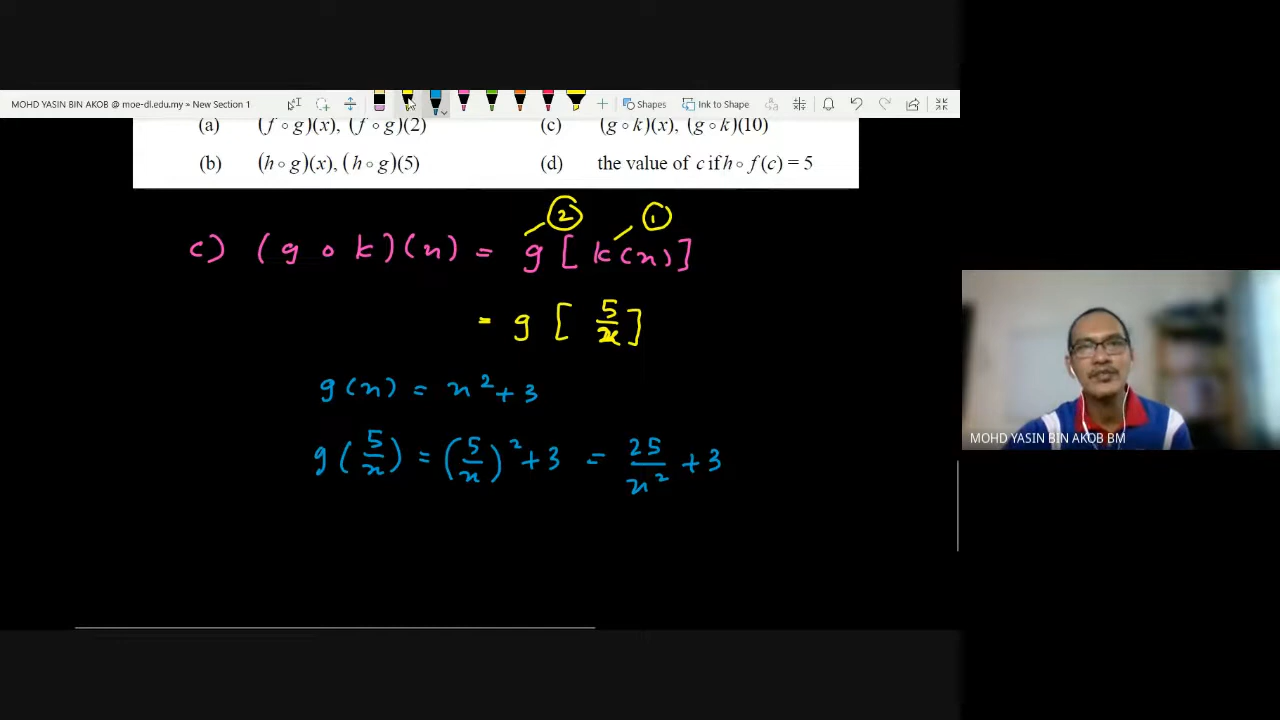 MOHD YASIN BIN AKOB @ moe-dl.edu.my » New Section 1
Shapes
Ink to Shape
(a) (f ∘ g)(x), (f ∘ g)(2) (c) (g ∘ k)(x), (g ∘ k)(10)
(b) (h ∘ g)(x), (h ∘ g)(5) (d) the value of c if h ∘ f(c) = 5
② ①
c) (g ∘ k)(x) = g[k(x)]
= g[5/x]
g(x) = x² + 3
g(5/x) = (5/x)² + 3 = 25/x² + 3
MOHD YASIN BIN AKOB BM